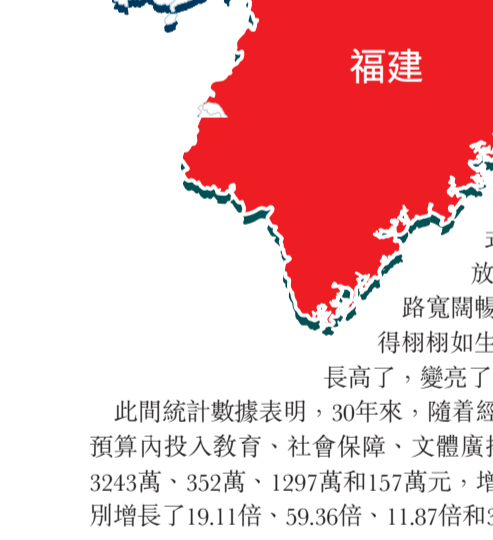 福建
放
路寬闊暢
得栩栩如生
長高了，變亮了
此間統計數據表明，30年來，隨着經
預算內投入教育、社會保障、文體廣播
3243萬、352萬、1297萬和157萬元，增
別增長了19.11倍、59.36倍、11.87倍和3